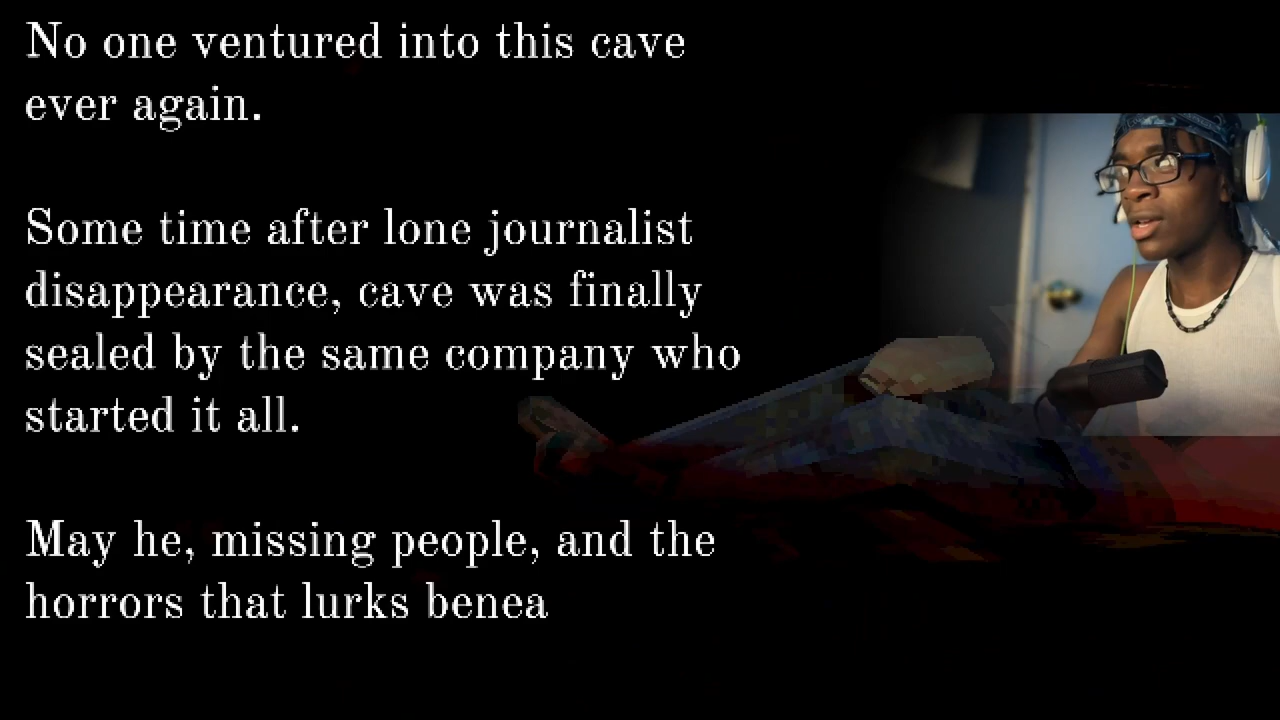 No one ventured into this cave
ever again.
Some time after lone journalist
disappearance, cave was finally
sealed by the same company who
started it all.
May he, missing people, and the
horrors that lurks benea